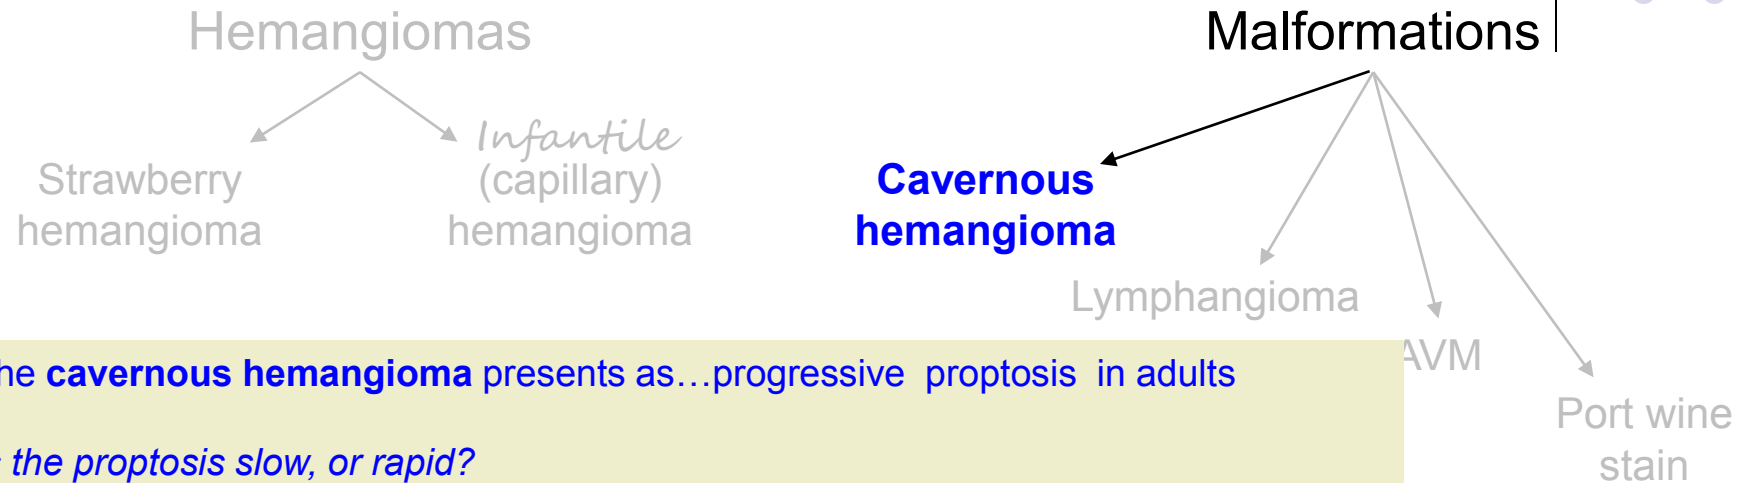 Hemangiomas
Malformations
Infantile
Strawberry
hemangioma
(capillary)
hemangioma
Cavernous
hemangioma
Lymphangioma
AVM
Port wine
stain
cavernous hemangioma presents as…progressive proptosis in adults
the proptosis slow, or rapid?